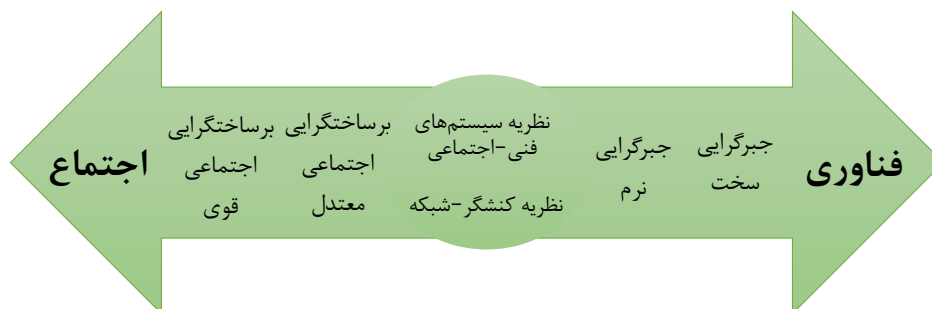 فناوری
جبرگرایی
سخت
جبرگرایی
نرم
نظریه سیستم‌های
فنی-اجتماعی
نظریه کنشگر-شبکه
برساختگرایی
اجتماعی
معتدل
برساختگرایی
اجتماعی
قوی
اجتماع